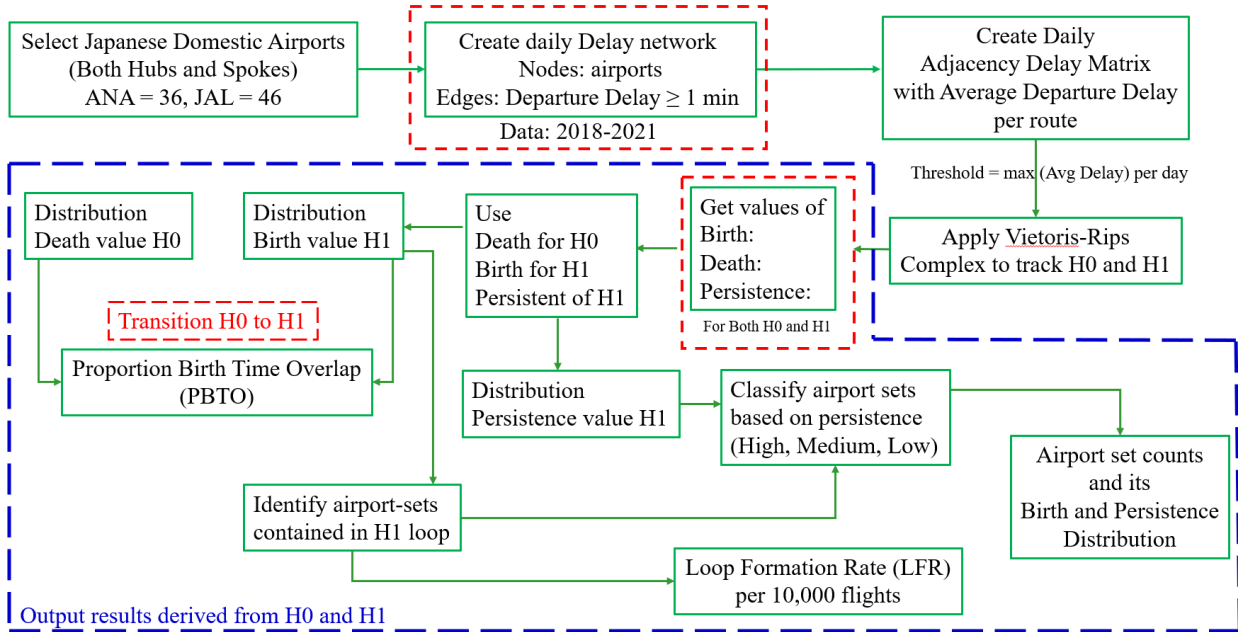 Select Japanese Domestic Airports
(Both Hubs and Spokes)
ANA = 36, JAL = 46
Create daily Delay network
Nodes: airports
Edges: Departure Delay ≥ 1 min
Data: 2018-2021
Create Daily
Adjacency Delay Matrix
with Average Departure Delay
per route
Threshold = max (Avg Delay) per day
Apply Vietoris-Rips
Complex to track H0 and H1
Get values of
Birth:
Death:
Persistence:
For Both H0 and H1
Use
Death for H0
Birth for H1
Persistent of H1
Distribution
Birth value H1
Distribution
Death value H0
Transition H0 to H1
Proportion Birth Time Overlap
(PBTO)
Distribution
Persistence value H1
Classify airport sets
based on persistence
(High, Medium, Low)
Airport set counts
and its
Birth and Persistence
Distribution
Identify airport-sets
contained in H1 loop
Loop Formation Rate (LFR)
per 10,000 flights
Output results derived from H0 and H1